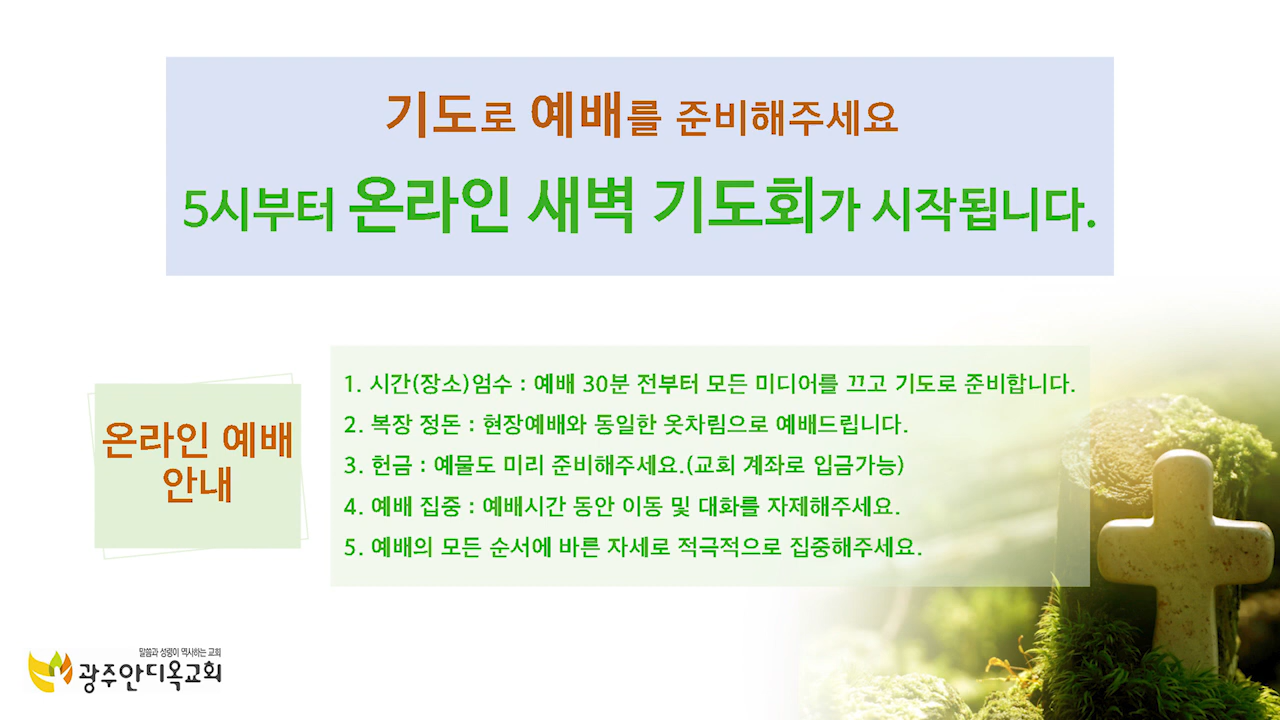 기도로 예배를 준비해주세요
5시부터 온라인 새벽 기도회가 시작됩니다.
온라인 예배
안내
1. 시간(장소)엄수 : 예배 30분 전부터 모든 미디어를 끄고 기도로 준비합니다.
2. 복장 정돈 : 현장예배와 동일한 옷차림으로 예배드립니다.
3. 헌금 : 예물도 미리 준비해주세요.(교회 계좌로 입금가능)
4. 예배 집중 : 예배시간 동안 이동 및 대화를 자제해주세요.
5. 예배의 모든 순서에 바른 자세로 적극적으로 집중해주세요.
말씀과 성령이 역사하는 교회
광주안디옥교회